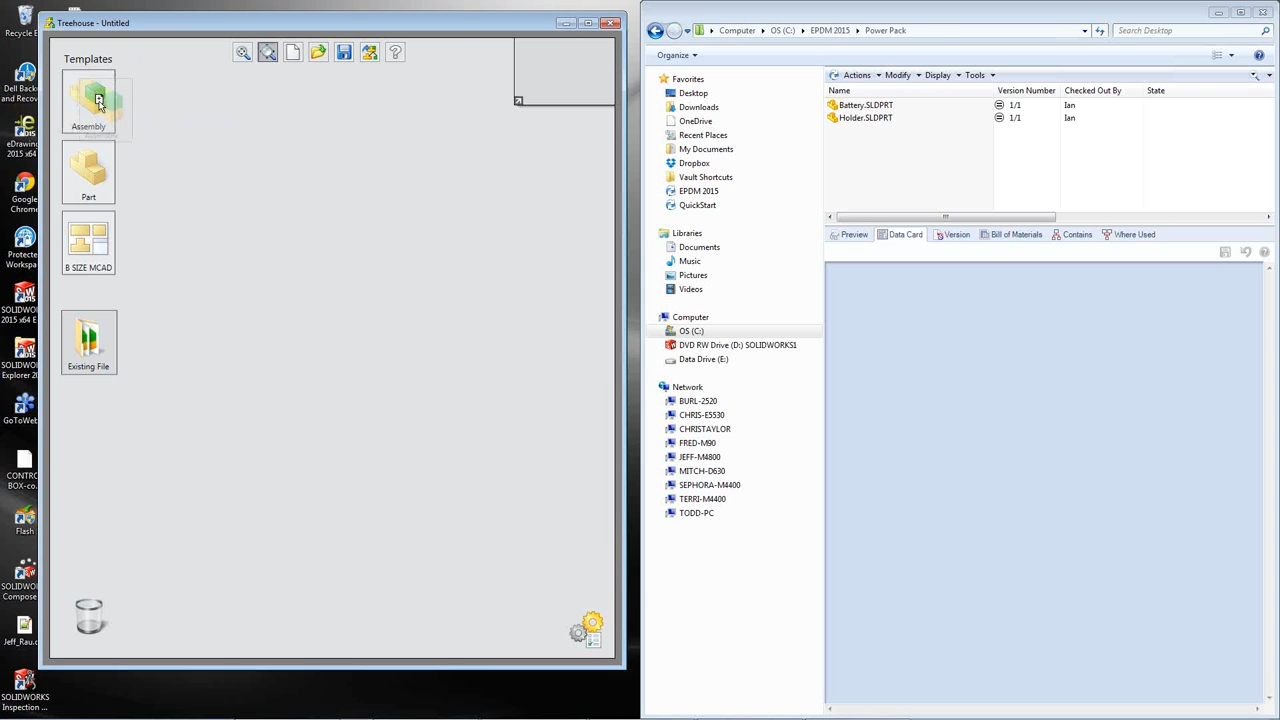 Recycle E
Dell Back
and Recov
eDrawing
2015 x64
Google
Chrome
Protecte
Workspa
SOLIDWO
2015 x64 E
SOLIDWO
Explorer 20
GoToWeb
CONTRO
BOX-co.
Flash
SOLIDWO
Compose
Jeff_Rau.e
SOLIDWORKS
Inspection ...
Treehouse - Untitled
Templates
Assembly
Part
B SIZE MCAD
Existing File
Computer ▸ OS (C:) ▸ EPDM 2015 ▸ Power Pack
Search Desktop
Organize
Favorites
Desktop
Downloads
OneDrive
Recent Places
My Documents
Dropbox
Vault Shortcuts
EPDM 2015
QuickStart
Libraries
Documents
Music
Pictures
Videos
Computer
OS (C:)
DVD RW Drive (D:) SOLIDWORKS1
Data Drive (E:)
Network
BURL-2520
CHRIS-E5530
CHRISTAYLOR
FRED-M90
JEFF-M4800
MITCH-D630
SEPHORA-M4400
TERRI-M4400
TODD-PC
Actions Modify Display Tools
Name Version Number Checked Out By State
Battery.SLDPRT 1/1 Ian
Holder.SLDPRT 1/1 Ian
Preview Data Card Version Bill of Materials Contains Where Used